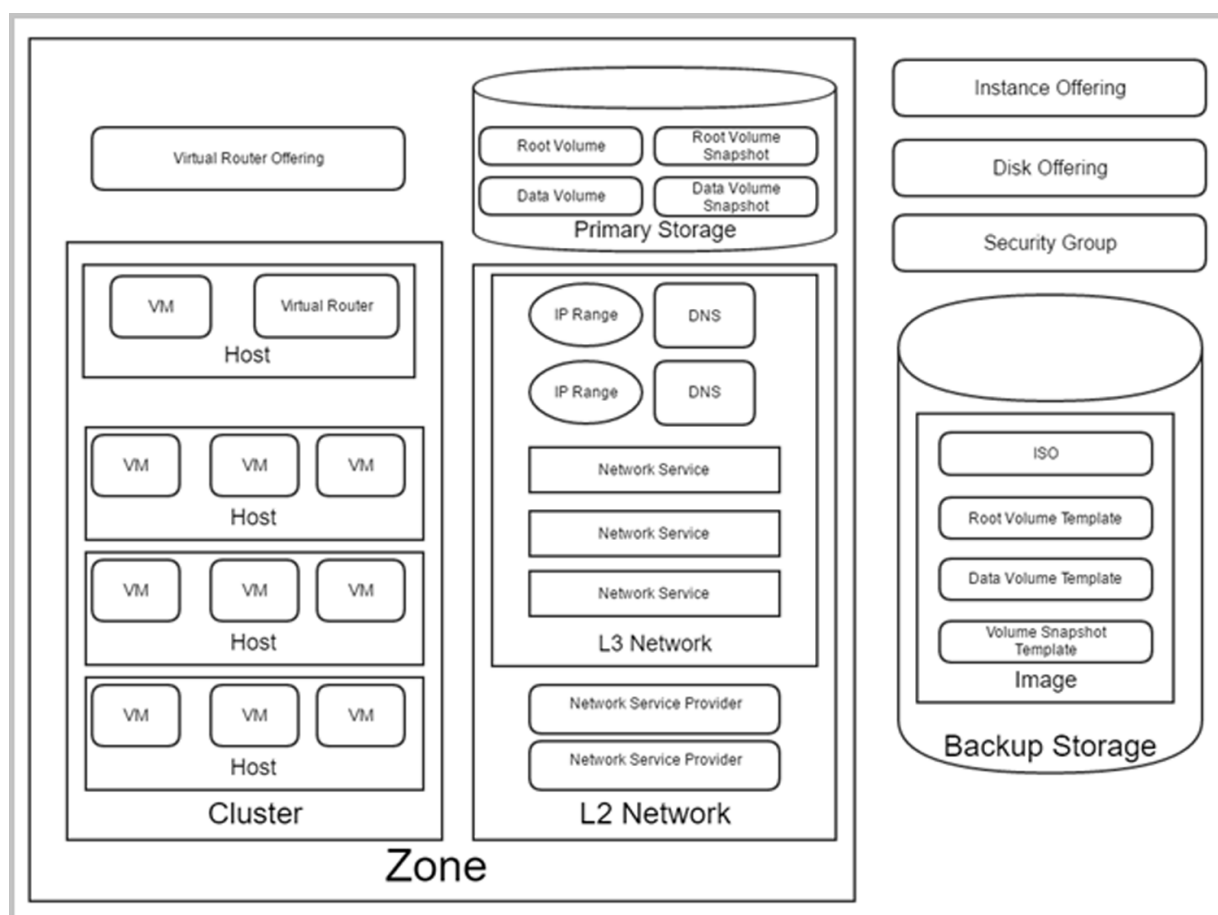 Virtual Router Offering
Root Volume
Root Volume
Snapshot
Data Volume
Data Volume
Snapshot
Primary Storage
VM
Virtual Router
Host
VM
VM
VM
Host
VM
VM
VM
Host
VM
VM
VM
Host
Cluster
IP Range
DNS
IP Range
DNS
Network Service
Network Service
Network Service
L3 Network
Network Service Provider
Network Service Provider
L2 Network
Zone
Instance Offering
Disk Offering
Security Group
ISO
Root Volume Template
Data Volume Template
Volume Snapshot
Template
Image
Backup Storage